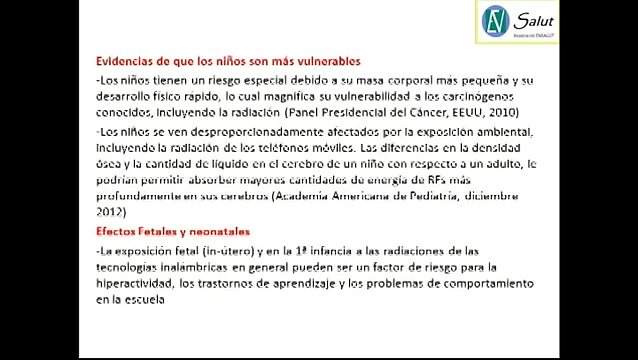 Salut
Evidencias de que los niños son más vulnerables
-Los niños tienen un riesgo especial debido a su masa corporal más pequeña y su
desarrollo físico rápido, lo cual magnifica su vulnerabilidad a los carcinógenos
conocidos, incluyendo la radiación (Panel Presidencial del Cáncer, EEUU, 2010)
-Los niños se ven desproporcionadamente afectados por la exposición ambiental,
incluyendo la radiación de los teléfonos móviles. Las diferencias en la densidad
ósea y la cantidad de líquido en el cerebro de un niño con respecto a un adulto, le
podrían permitir absorber mayores cantidades de energía de RFs más
profundamente en sus cerebros (Academia Americana de Pediatría, diciembre
2012)
Efectos Fetales y neonatales
-La exposición fetal (in-útero) y en la 1ª infancia a las radiaciones de las
tecnologías inalámbricas en general pueden ser un factor de riesgo para la
hiperactividad, los trastornos de aprendizaje y los problemas de comportamiento
en la escuela